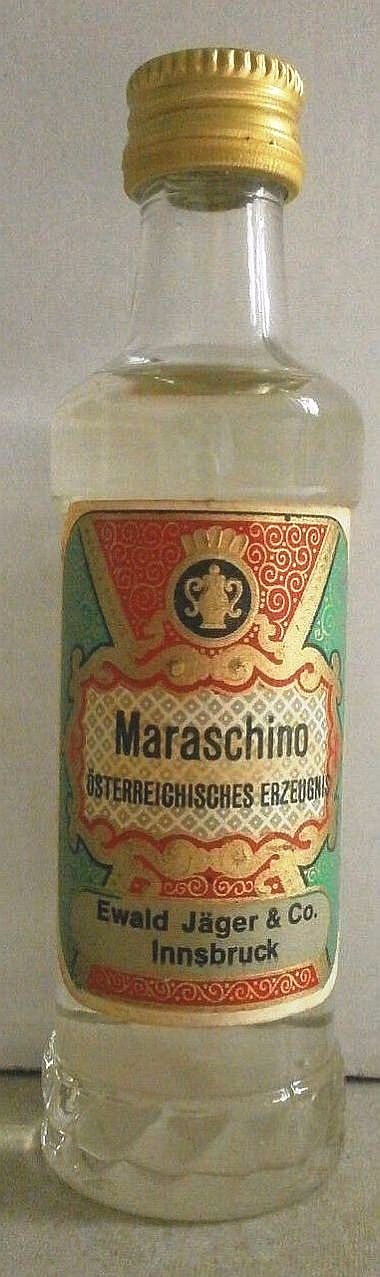 Maraschino
ÖSTERREICHISCHES ERZEUGNIS
Ewald Jäger & Co.
Innsbruck